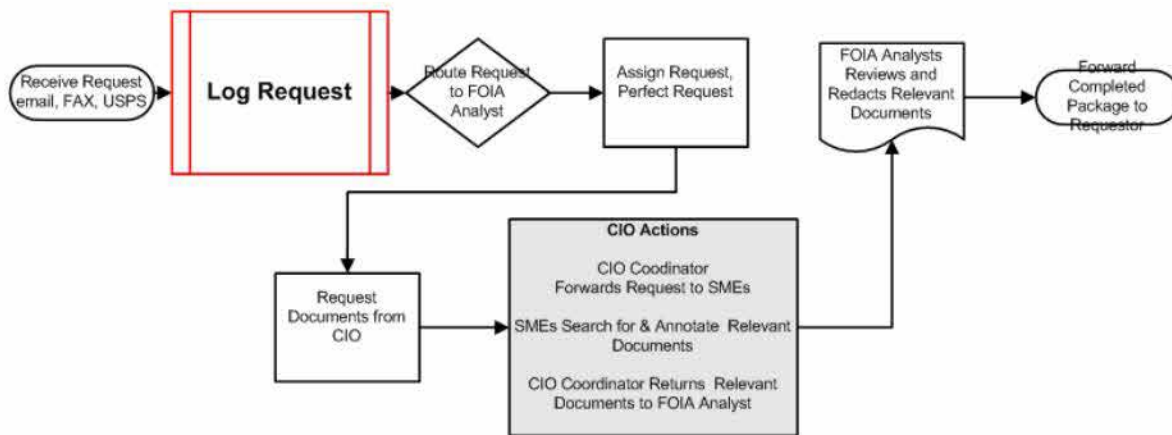 Receive Request
email, FAX, USPS
Log Request
Route Request
to FOIA
Analyst
Assign Request,
Perfect Request
Request
Documents from
CIO
CIO Actions
CIO Coodinator
Forwards Request to SMEs
SMEs Search for & Annotate Relevant
Documents
CIO Coordinator Returns Relevant
Documents to FOIA Analyst
FOIA Analysts
Reviews and
Redacts Relevant
Documents
Forward
Completed
Package to
Requestor